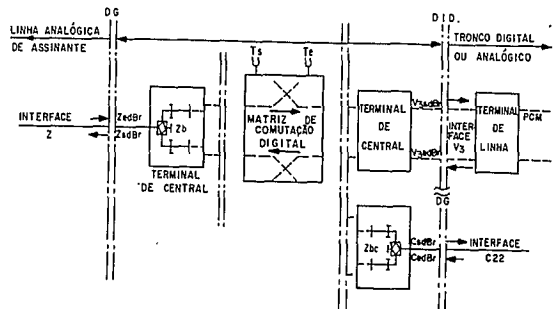 DG
DID.
LINHA ANALÓGICA
DE ASSINANTE
TRONCO DIGITAL
OU ANALÓGICO
Ts
Te
INTERFACE
Z
ZedBr
ZsdBr
Zb
TERMINAL
DE CENTRAL
MATRIZ DE
COMUTAÇÃO
DIGITAL
TERMINAL
DE
CENTRAL
V3sdBr
V3edBr
INTER-
FACE
V3
TERMINAL
DE
LINHA
PCM
DG
Zbc
CsdBr
CedBr
INTERFACE
C22